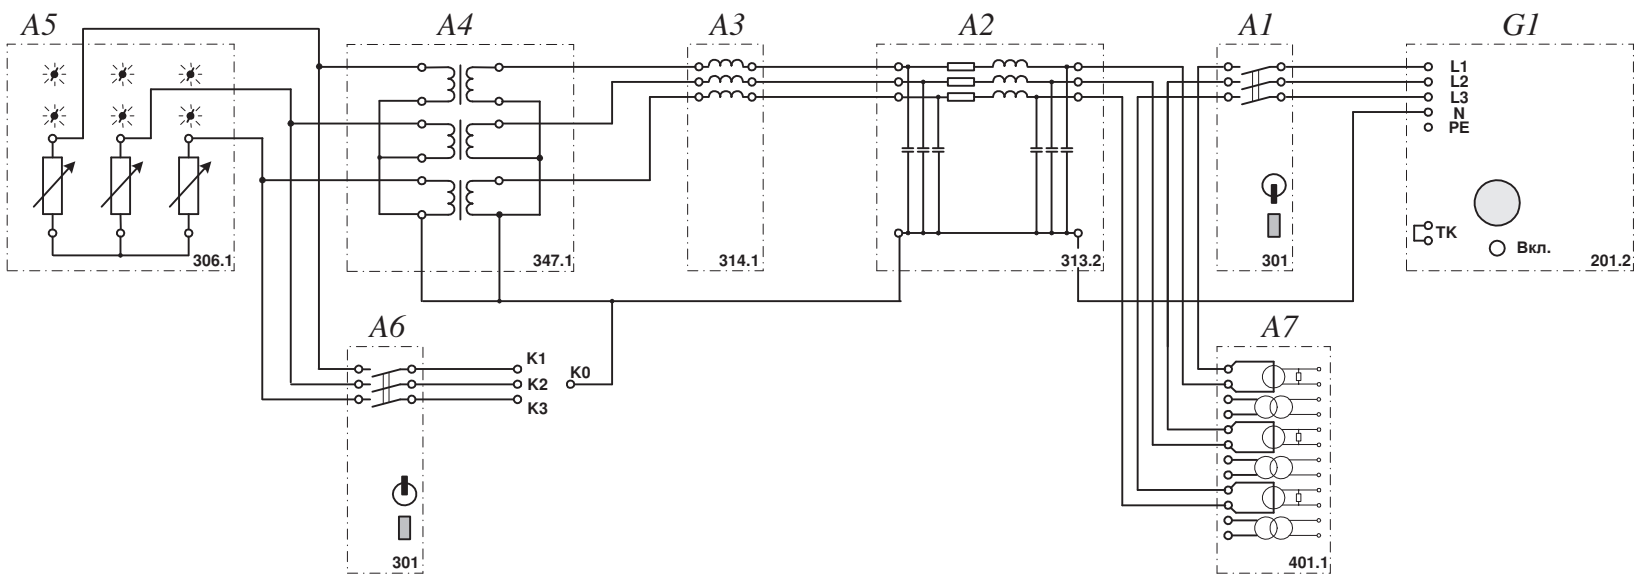 A5 A4 A3 A2 A1 G1
L1
L2
L3
N
PE
TK
Вкл.
306.1 347.1 314.1 313.2 301 201.2
A6 A7
K1
K2 K0
K3
301 401.1